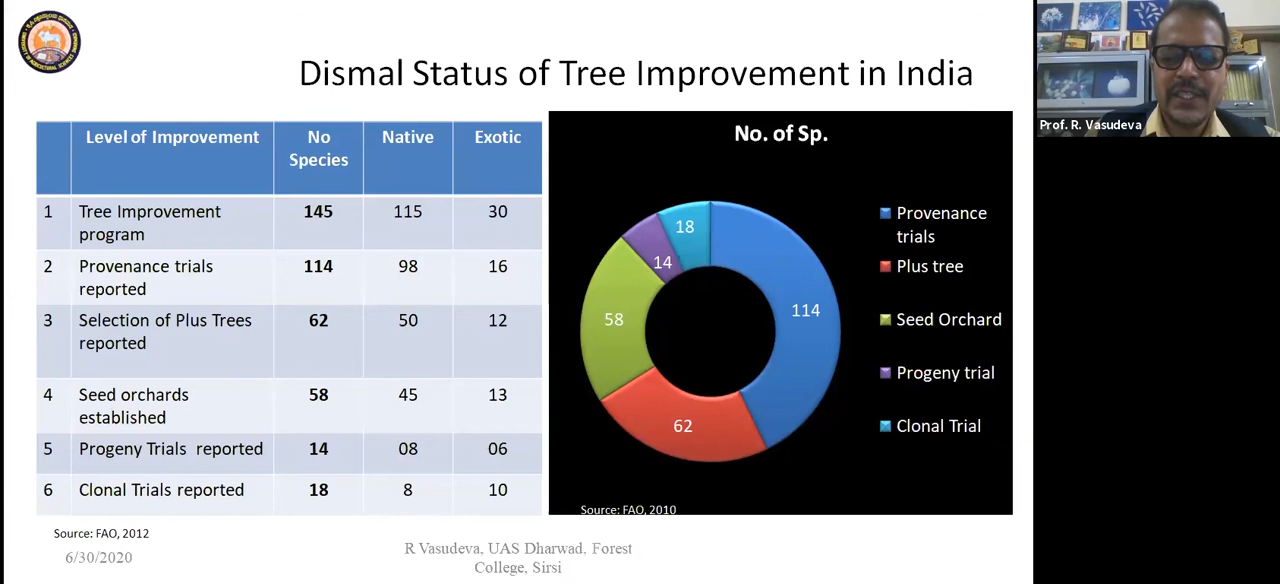 Dismal Status of Tree Improvement in India
Level of Improvement
No
Species
Native
Exotic
1
Tree Improvement
program
145
115
30
2
Provenance trials
reported
114
98
16
3
Selection of Plus Trees
reported
62
50
12
4
Seed orchards
established
58
45
13
5
Progeny Trials reported
14
08
06
6
Clonal Trials reported
18
8
10
Source: FAO, 2012
6/30/2020
R Vasudeva, UAS Dharwad, Forest
College, Sirsi
No. of Sp.
18
14
114
58
62
Provenance
trials
Plus tree
Seed Orchard
Progeny trial
Clonal Trial
Source: FAO, 2010
Prof. R. Vasudeva